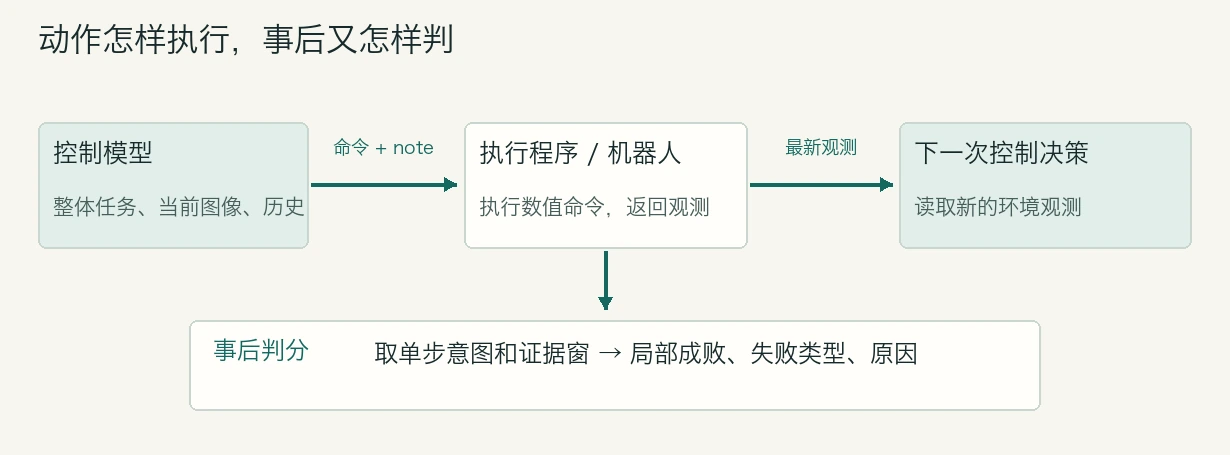 动作怎样执行，事后又怎样判
控制模型
整体任务、当前图像、历史
命令 + note
执行程序 / 机器人
执行数值命令，返回观测
最新观测
下一次控制决策
读取新的环境观测
事后判分
取单步意图和证据窗 → 局部成败、失败类型、原因